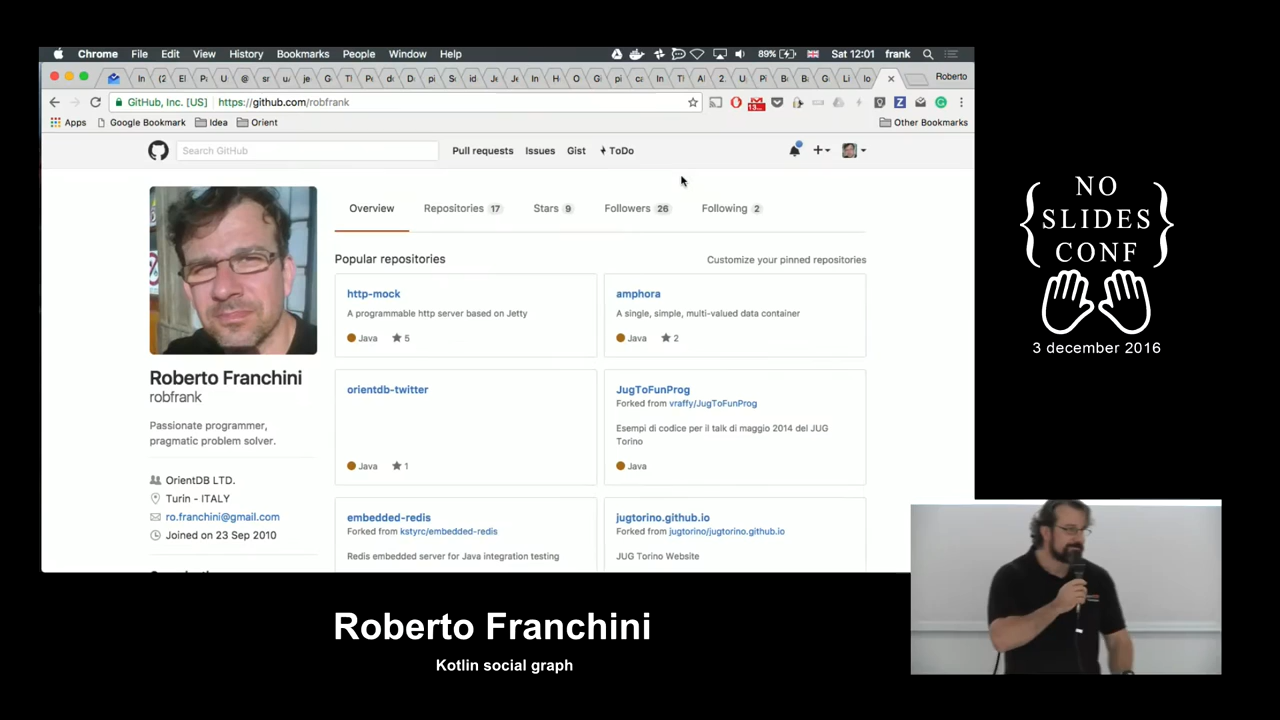 Chrome File Edit View History Bookmarks People Window Help 89% Sat 12:01 frank
Roberto
GitHub, Inc. [US] https://github.com/robfrank
Apps Google Bookmark Idea Orient Other Bookmarks
Search GitHub Pull requests Issues Gist ToDo
Overview Repositories 17 Stars 9 Followers 26 Following 2
Popular repositories Customize your pinned repositories
http-mock
A programmable http server based on Jetty
Java 5
amphora
A single, simple, multi-valued data container
Java 2
orientdb-twitter
Java 1
JugToFunProg
Forked from vraffy/JugToFunProg
Esempi di codice per il talk di maggio 2014 del JUG
Torino
Java
embedded-redis
Forked from kstyrc/embedded-redis
Redis embedded server for Java integration testing
jugtorino.github.io
Forked from jugtorino/jugtorino.github.io
JUG Torino Website
Roberto Franchini
robfrank
Passionate programmer,
pragmatic problem solver.
OrientDB LTD.
Turin - ITALY
ro.franchini@gmail.com
Joined on 23 Sep 2010
NO
SLIDES
CONF
3 december 2016
Roberto Franchini
Kotlin social graph